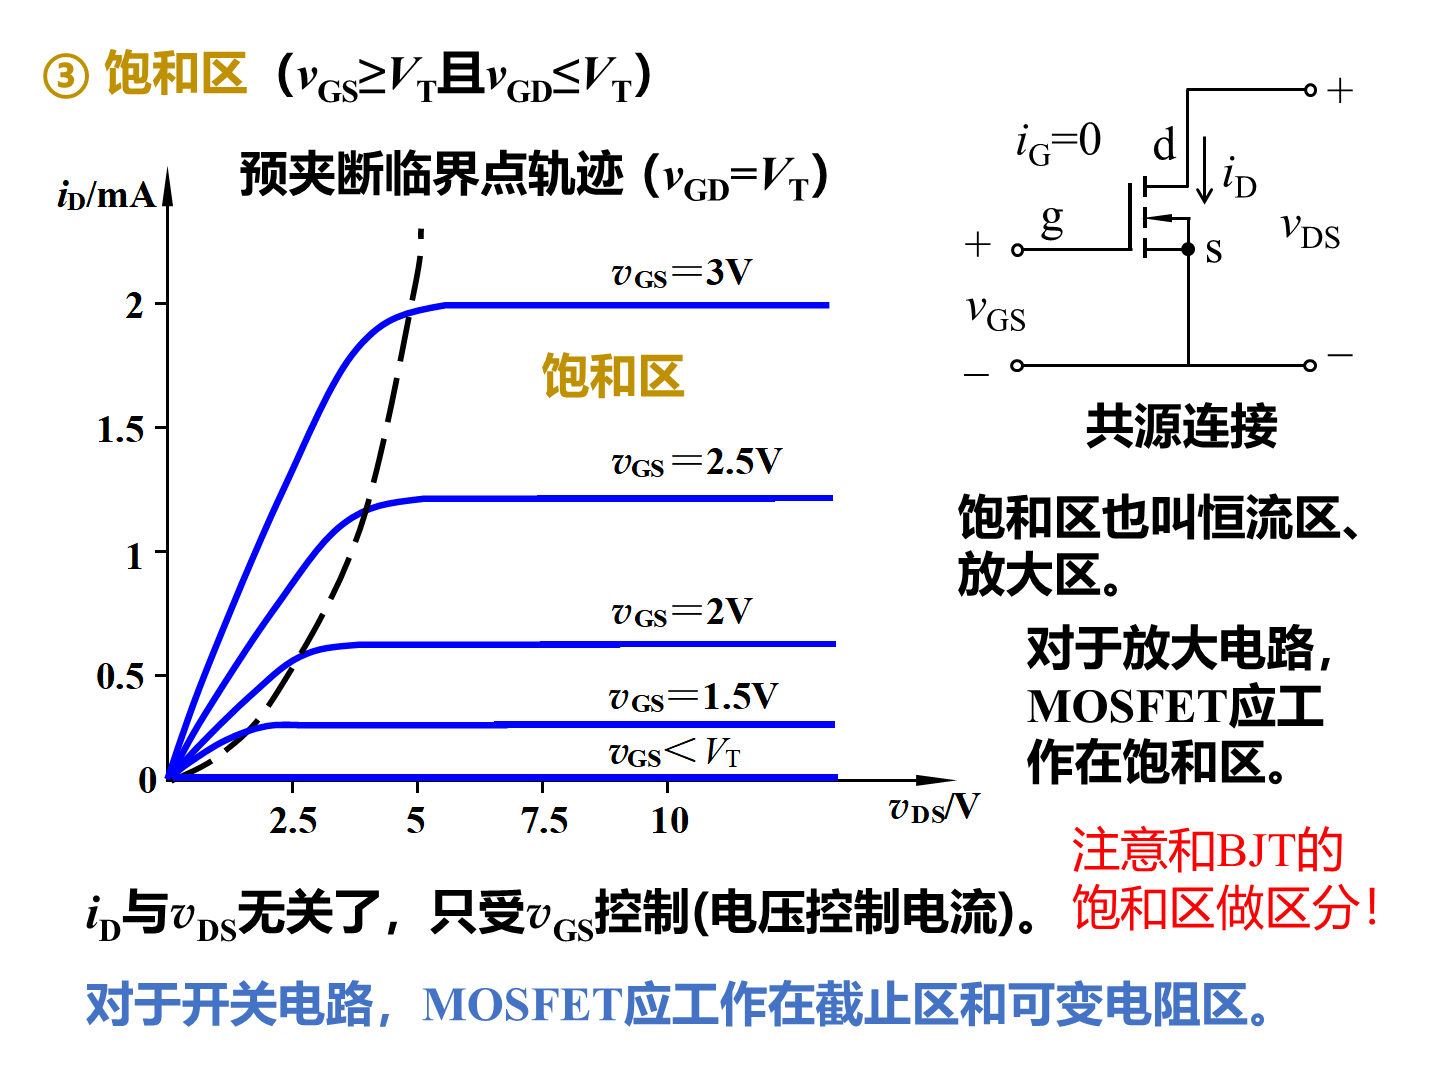 ③ 饱和区（vGS≥VT且vGD≤VT）
预夹断临界点轨迹（vGD=VT）
iD/mA
vGS＝3V
2
饱和区
1.5
vGS＝2.5V
1
vGS＝2V
0.5
vGS＝1.5V
vGS＜VT
0
2.5 5 7.5 10
vDS/V
iG=0
d
+
iD
g
+
s
vDS
vGS
－
－
共源连接
饱和区也叫恒流区、
放大区。
对于放大电路，
MOSFET应工
作在饱和区。
注意和BJT的
饱和区做区分！
iD与vDS无关了，只受vGS控制(电压控制电流)。
对于开关电路，MOSFET应工作在截止区和可变电阻区。